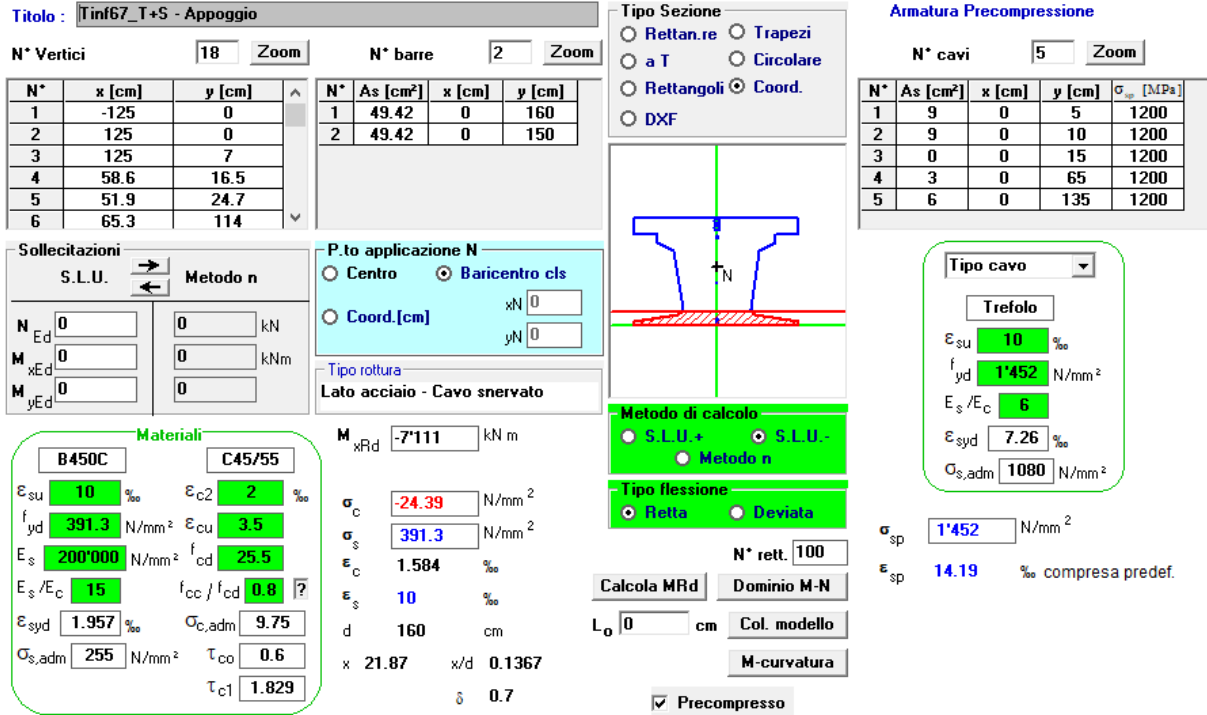 Titolo : Tinf67_T+S - Appoggio
N* Vertici 18 Zoom N* barre 2 Zoom
N* x [cm] y [cm]
1 -125 0
2 125 0
3 125 7
4 58.6 16.5
5 51.9 24.7
6 65.3 114
N* As [cm²] x [cm] y [cm]
1 49.42 0 160
2 49.42 0 150
Tipo Sezione
Rettan.re Trapezi
a T Circolare
Rettangoli Coord.
DXF
Armatura Precompressione
N* cavi 5 Zoom
N* As [cm²] x [cm] y [cm] σsp [MPa]
1 9 0 5 1200
2 9 0 10 1200
3 0 0 15 1200
4 3 0 65 1200
5 6 0 135 1200
Sollecitazioni
S.L.U. Metodo n
N Ed 0 0 kN
M xEd 0 0 kNm
M yEd 0 0
P.to applicazione N
Centro Baricentro cls
Coord.[cm] xN 0
yN 0
Tipo rottura
Lato acciaio - Cavo snervato
N
Metodo di calcolo
S.L.U.+ S.L.U.-
Metodo n
Tipo flessione
Retta Deviata
N* rett. 100
Calcola MRd Dominio M-N
L o 0 cm Col. modello
M-curvatura
Precompresso
Tipo cavo
Trefolo
εsu 10 ‰
fyd 1'452 N/mm²
Es/Ec 6
εsyd 7.26 ‰
σs,adm 1080 N/mm²
σsp 1'452 N/mm²
εsp 14.19 ‰ compresa predef.
Materiali
B450C C45/55
εsu 10 ‰ εc2 2 ‰
fyd 391.3 N/mm² εcu 3.5
Es 200'000 N/mm² fcd 25.5
Es/Ec 15 fcc / fcd 0.8 ?
εsyd 1.957 ‰ σc,adm 9.75
σs,adm 255 N/mm² τco 0.6
τc1 1.829
M xRd -7'111 kN m
σc -24.39 N/mm²
σs 391.3 N/mm²
εc 1.584 ‰
εs 10 ‰
d 160 cm
x 21.87 x/d 0.1367
δ 0.7